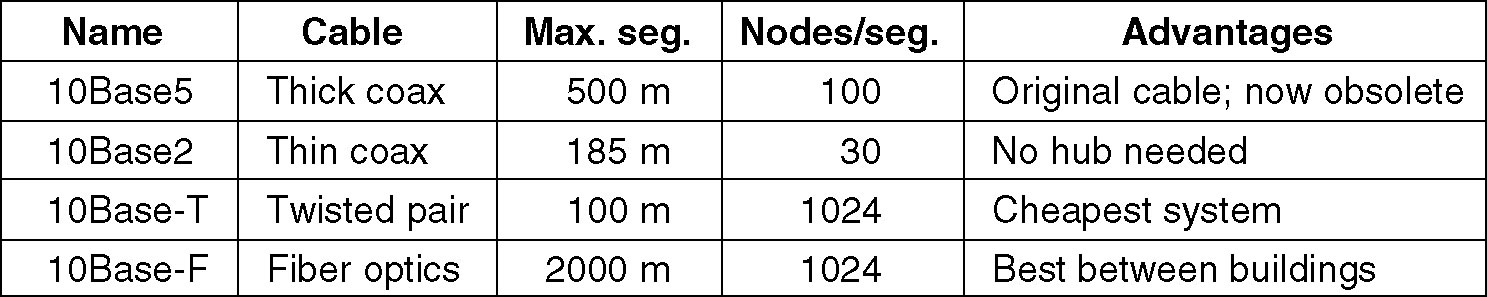 Name Cable Max. seg. Nodes/seg. Advantages
10Base5 Thick coax 500 m 100 Original cable; now obsolete
10Base2 Thin coax 185 m 30 No hub needed
10Base-T Twisted pair 100 m 1024 Cheapest system
10Base-F Fiber optics 2000 m 1024 Best between buildings